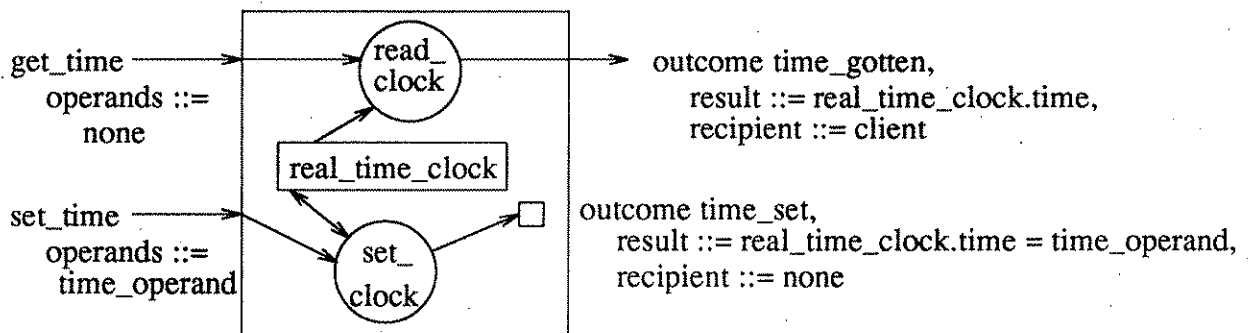 get_time
operands ::=
none
read_
clock
outcome time_gotten,
result ::= real_time_clock.time,
recipient ::= client
real_time_clock
set_time
operands ::=
time_operand
set_
clock
outcome time_set,
result ::= real_time_clock.time = time_operand,
recipient ::= none